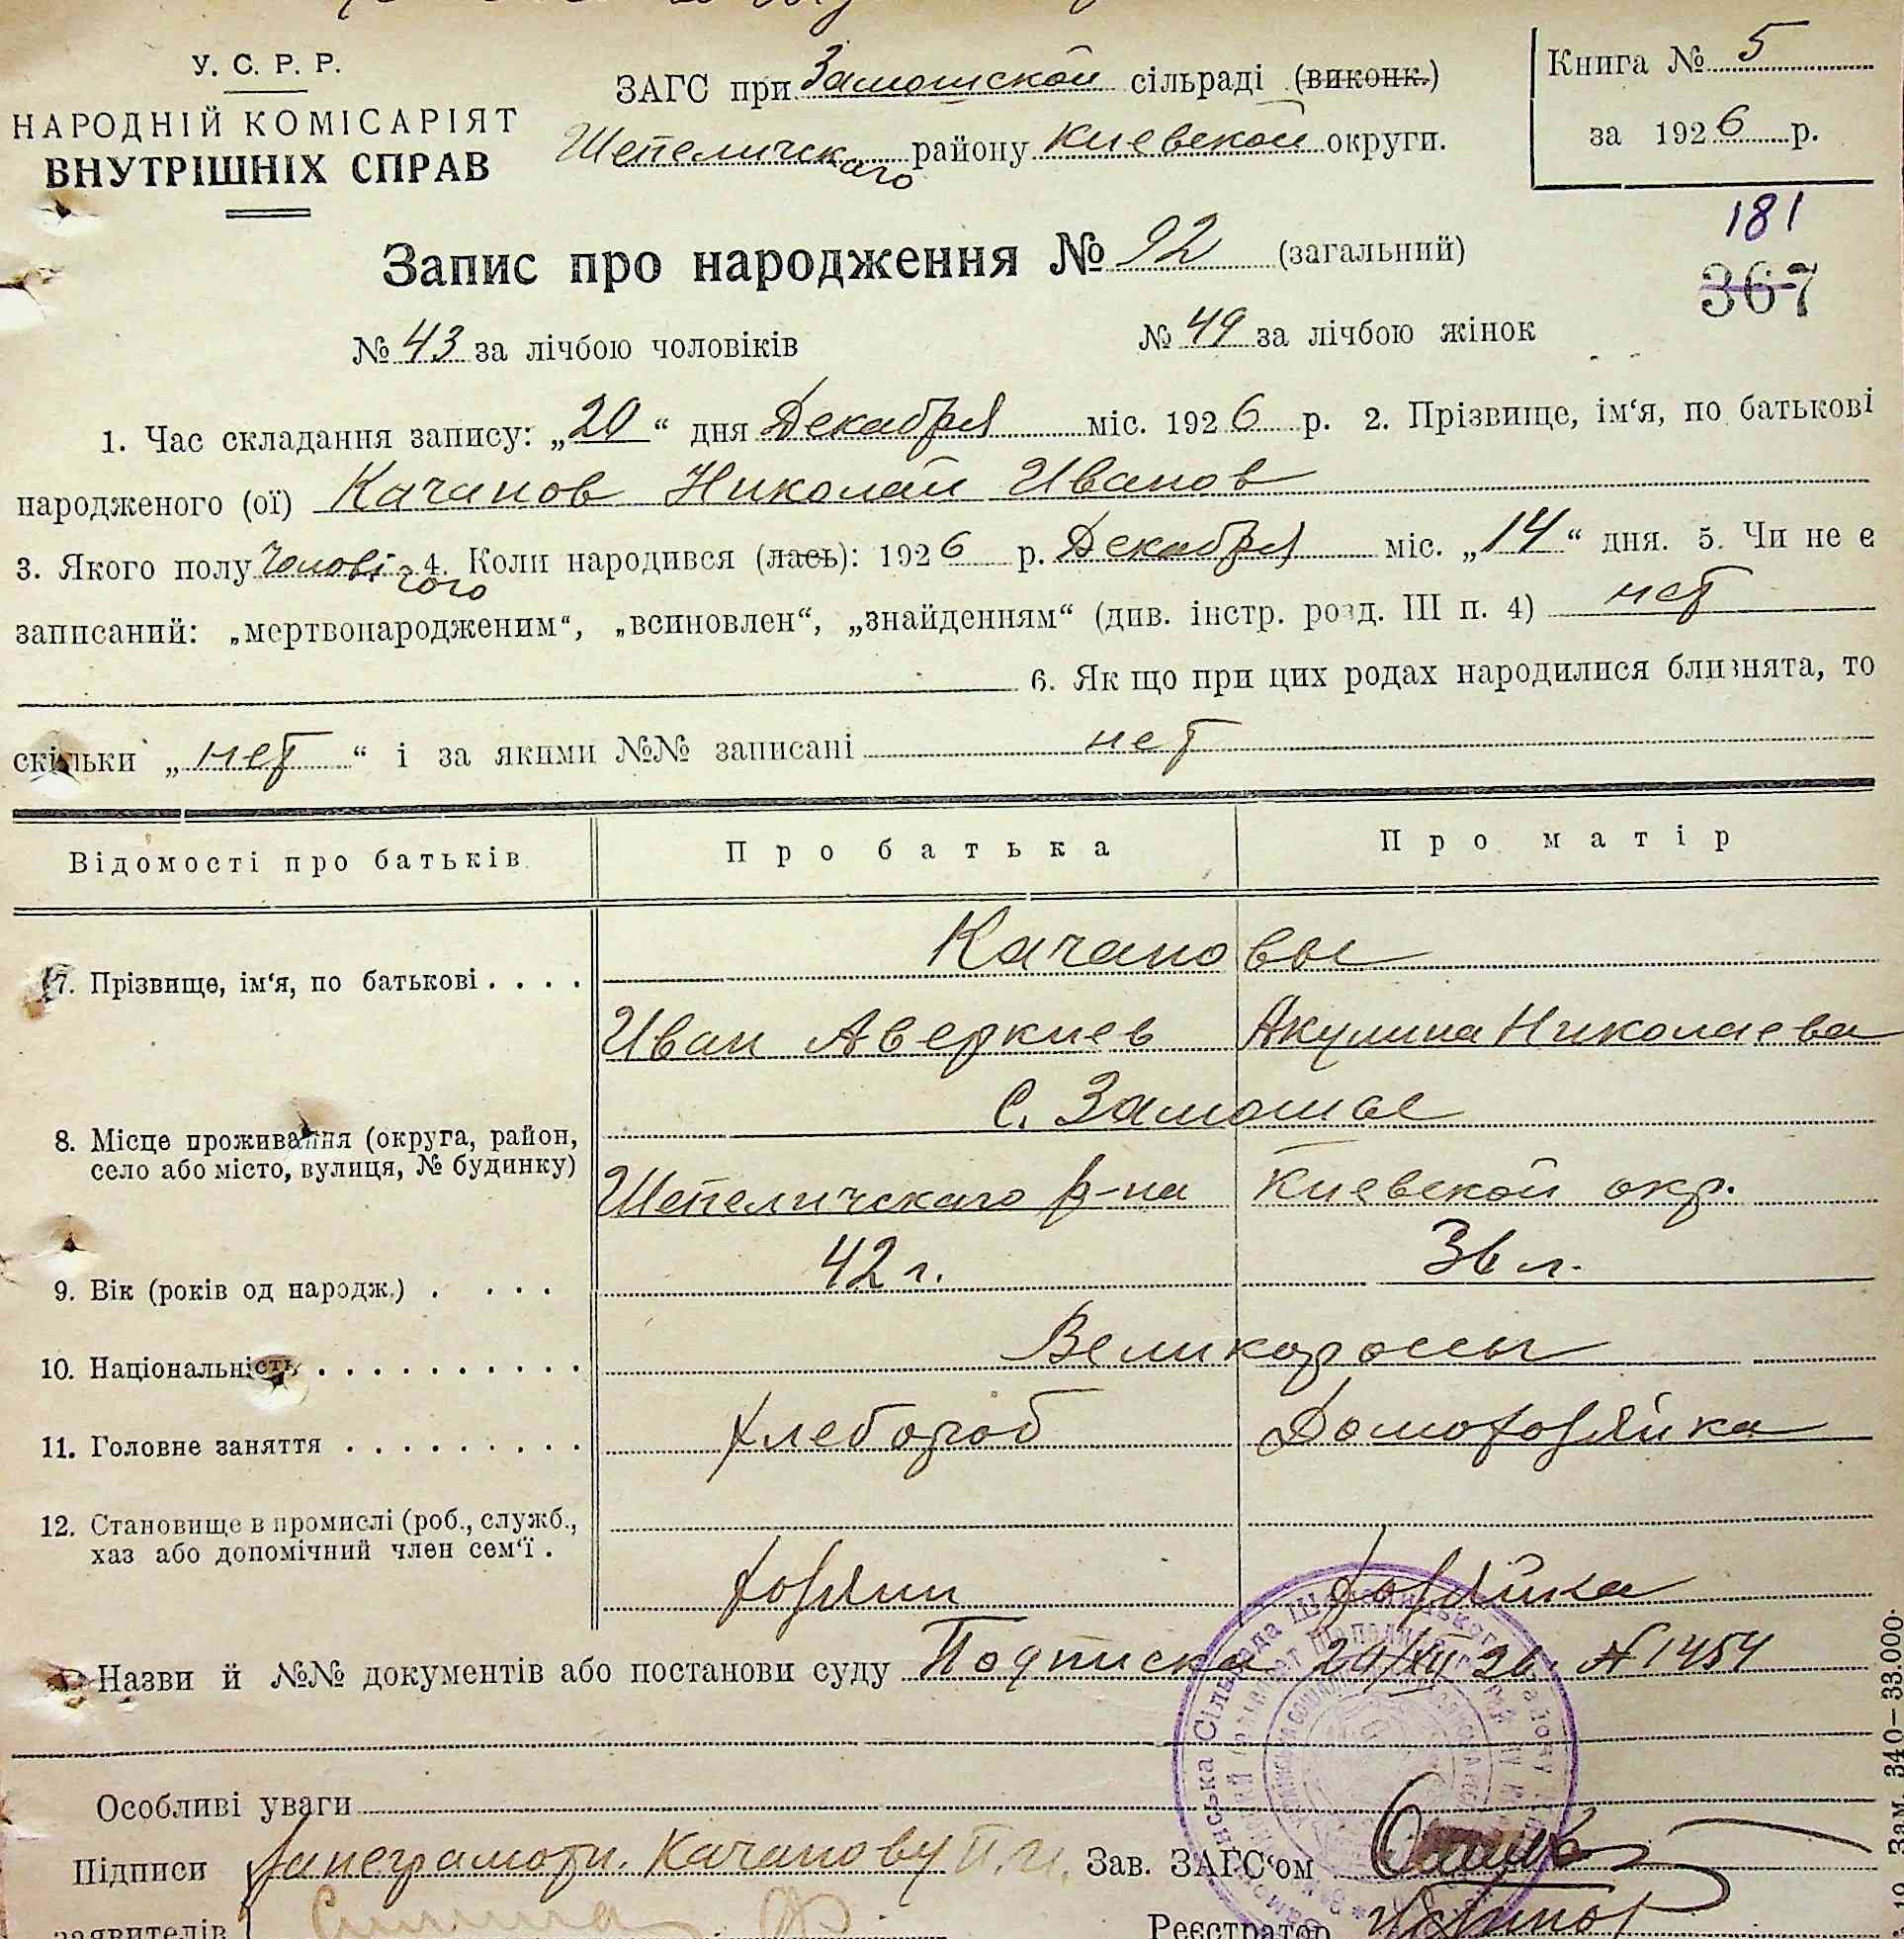 У. С. Р. Р.
НАРОДНІЙ КОМІСАРІЯТ
ВНУТРІШНІХ СПРАВ
ЗАГС при Замошской сільраді (виконк.)
Шепеличскаго району Киевской округи.
Книга № 5
за 1926 р.
181
367
Запис про народження № 92 (загальний)
№ 43 за лічбою чоловіків № 49 за лічбою жінок
1. Час складання запису: „20“ дня Декабря міс. 1926 р. 2. Прізвище, ім‘я, по батькові
народженого (ої) Качанов Николай Иванов
3. Якого полу чоловічого 4. Коли народився (лась): 1926 р. Декабря міс. „14“ дня. 5. Чи не є
записаний: „мертвонародженим“, „всиновлен“, „знайденням“ (див. інстр. розд. III п. 4) нет
6. Як що при цих родах народилися близнята, то
скільки „нет“ і за якими №№ записані нет
Відомості про батьків Про батька Про матір
7. Прізвище, ім‘я, по батькові . . . . Качановы
Иван Аверкиев Акулина Николаева
8. Місце проживання (округа, район, село або місто, вулиця, № будинку) С. Замошье
Шепеличскаго р-на Киевской окр.
9. Вік (років од народж.) . . . . 42 г. 36 л.
10. Національність . . . . . . . . . . Великороссы
11. Головне заняття . . . . . . . . . Хлебороб Домохозяйка
12. Становище в промислі (роб., служб.,
хаз або допомічний член сем‘ї . Хозяин Хозяйка
Назви й №№ документів або постанови суду Подписка 20/XII 26. № 1454
Особливі уваги
Підписи За неграмотн. Качанову Зав. ЗАГС‘ом
заявителів Реєстратор
Зам. 340–33.000.